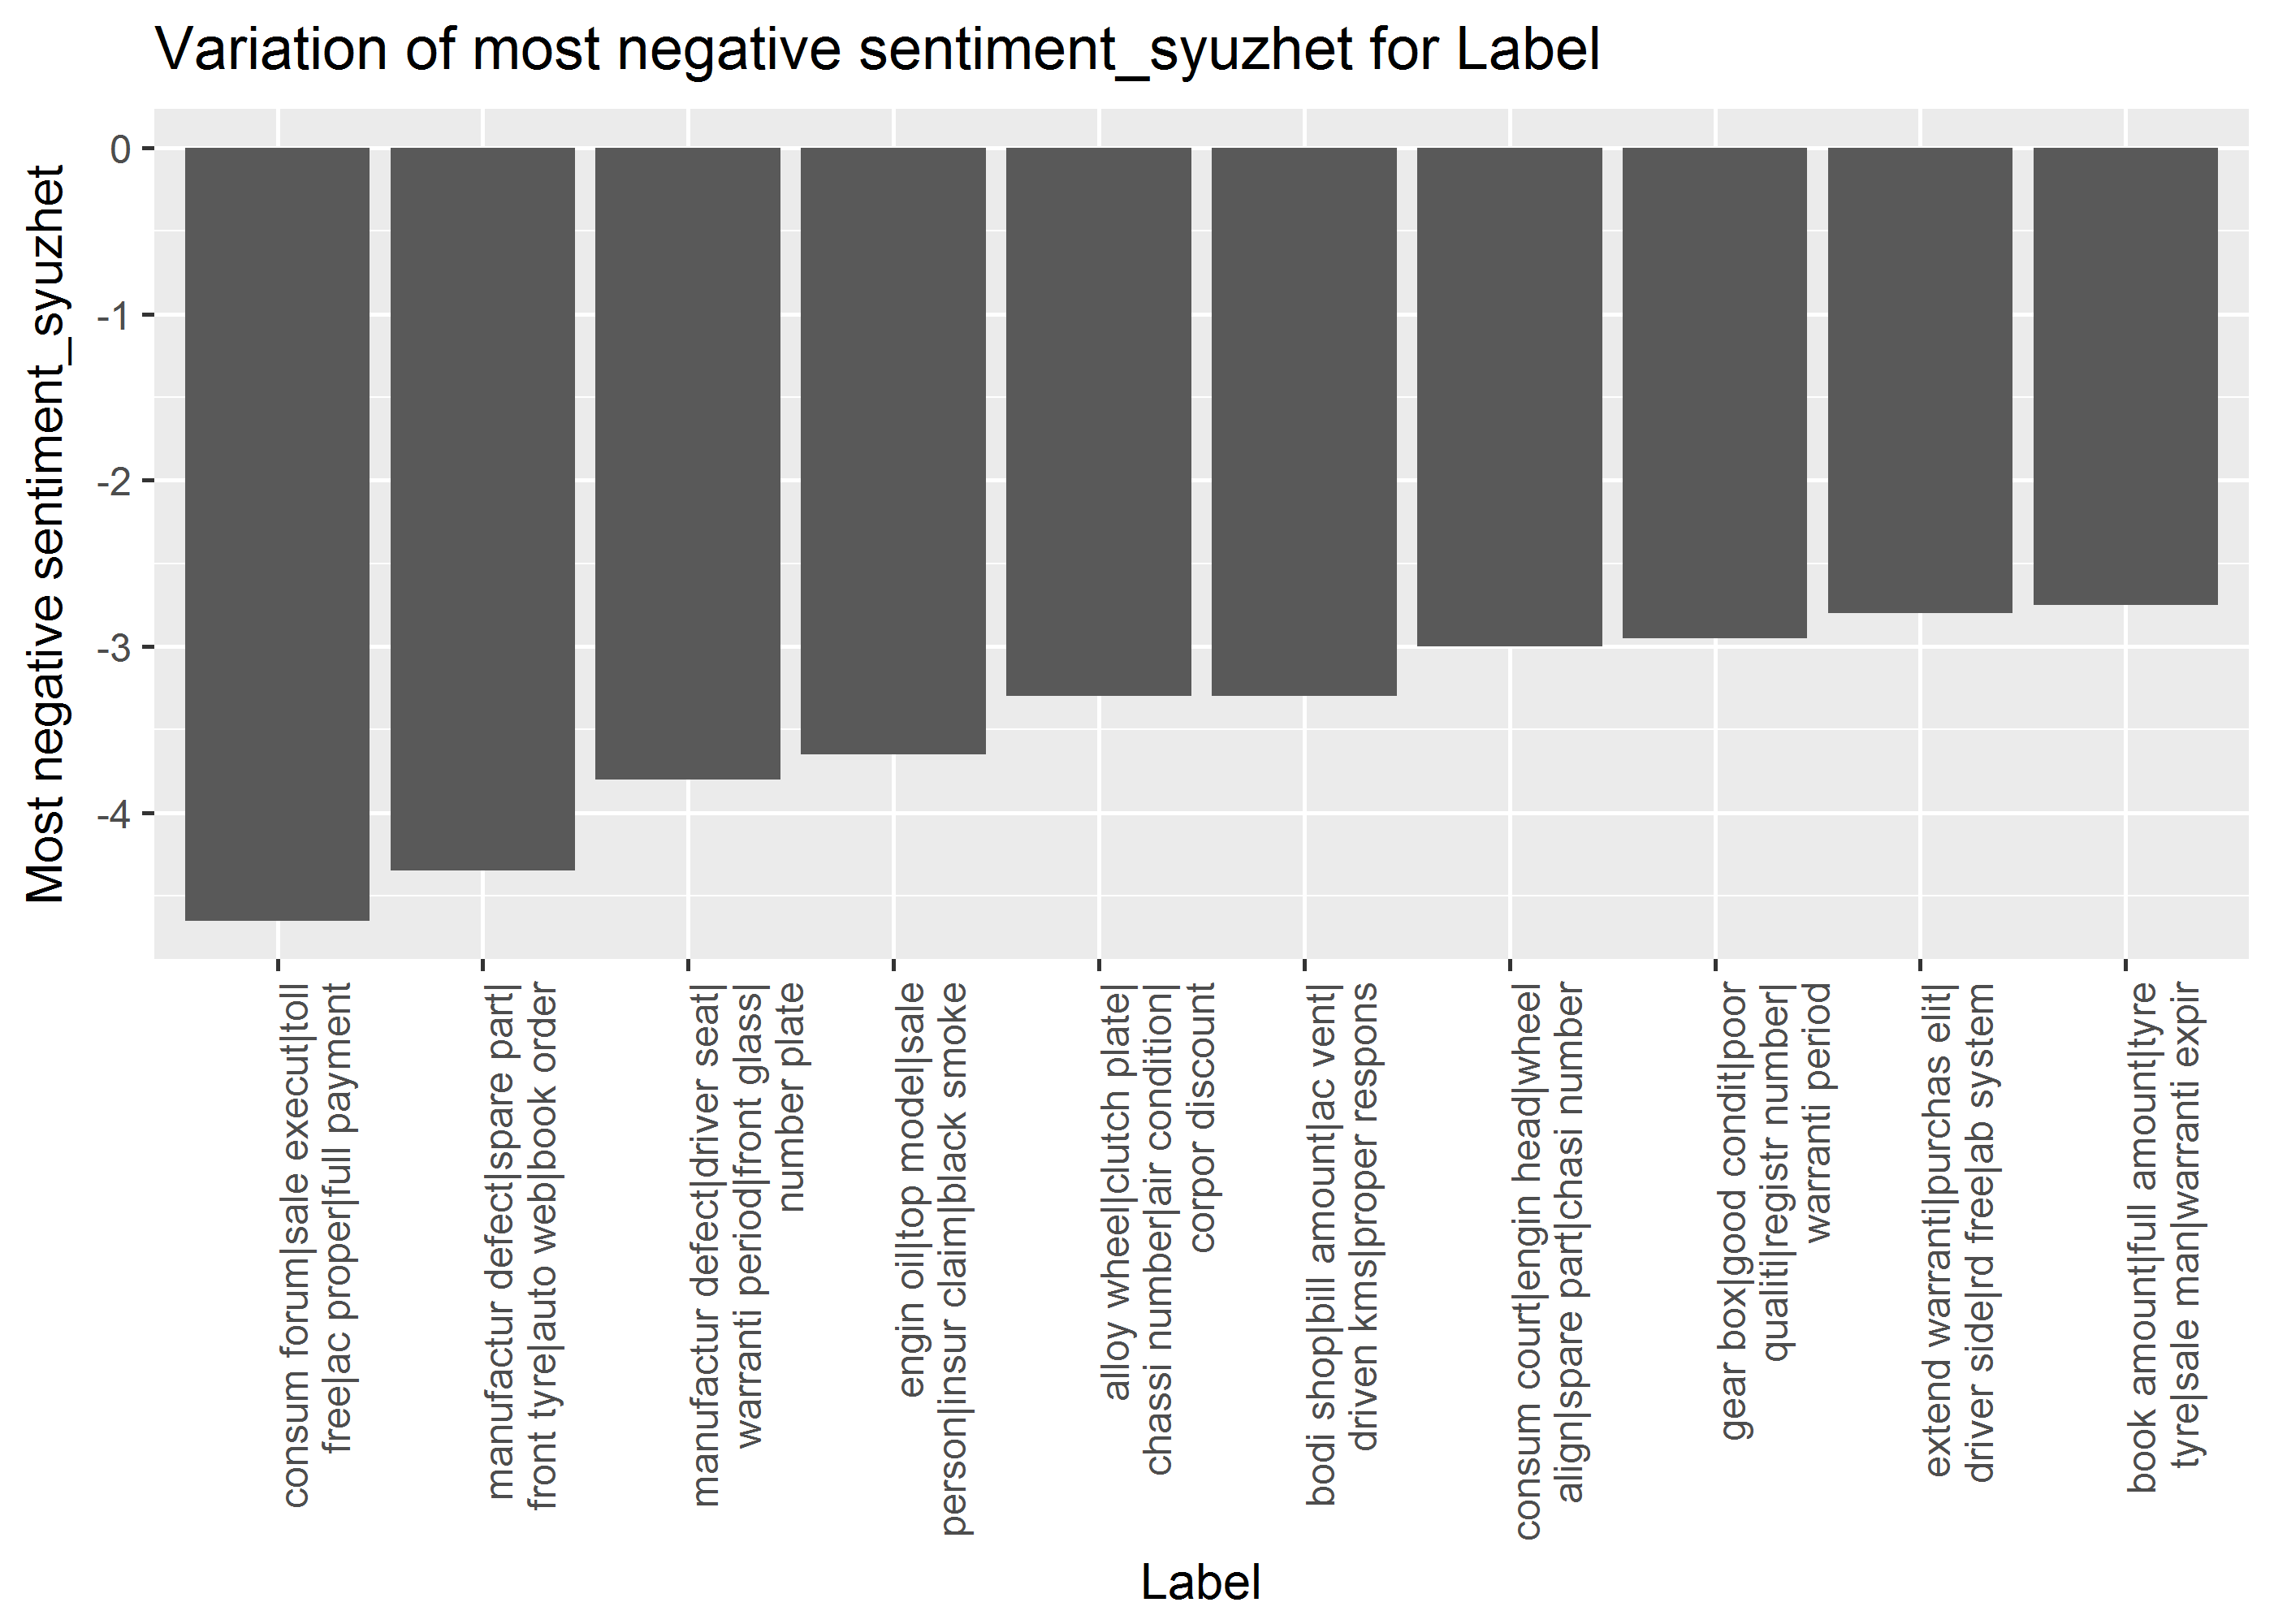 Variation of most negative sentiment_syuzhet for Label
Most negative sentiment_syuzhet
0
-1
-2
-3
-4
consum forum|sale execut|toll
free|ac proper|full payment
manufactur defect|spare part|
front tyre|auto web|book order
manufactur defect|driver seat|
warranti period|front glass|
number plate
engin oil|top model|sale
person|insur claim|black smoke
alloy wheel|clutch plate|
chassi number|air condition|
corpor discount
bodi shop|bill amount|ac vent|
driven kms|proper respons
consum court|engin head|wheel
align|spare part|chasi number
gear box|good condit|poor
qualiti|registr number|
warranti period
extend warranti|purchas elit|
driver side|rd free|ab system
book amount|full amount|tyre
tyre|sale man|warranti expir
Label